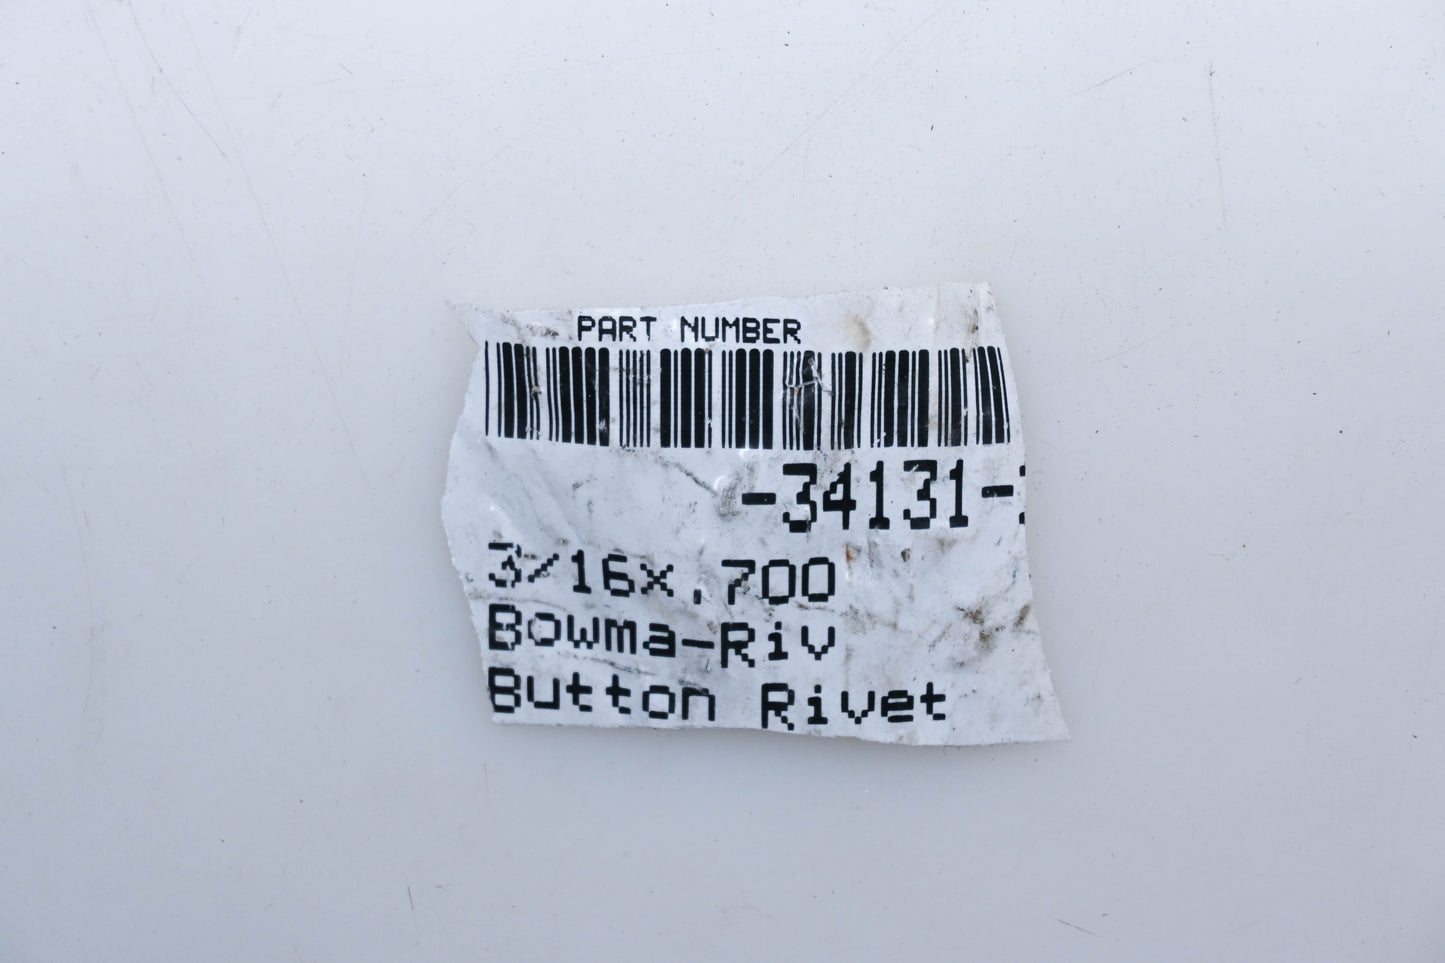 PART NUMBER
-34131-
3/16x.700
Bowma-Riv
Button Rivet